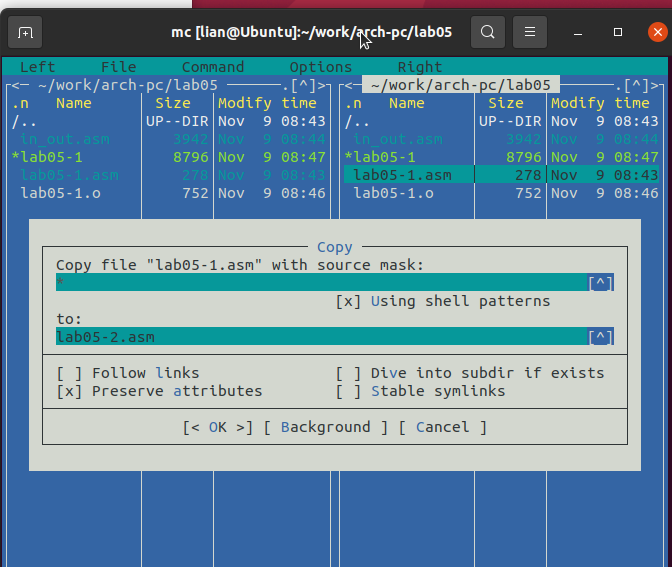 mc [lian@Ubuntu]:~/work/arch-pc/lab05
Left File Command Options Right
<- ~/work/arch-pc/lab05 .[^]> <- ~/work/arch-pc/lab05 .[^]>
.n Name Size Modify time .n Name Size Modify time
/.. UP--DIR Nov 9 08:43 /.. UP--DIR Nov 9 08:43
in_out.asm 3942 Nov 9 08:44 in_out.asm 3942 Nov 9 08:44
*lab05-1 8796 Nov 9 08:47 *lab05-1 8796 Nov 9 08:47
lab05-1.asm 278 Nov 9 08:43 lab05-1.asm 278 Nov 9 08:43
lab05-1.o 752 Nov 9 08:46 lab05-1.o 752 Nov 9 08:46
Copy
Copy file "lab05-1.asm" with source mask:
* [^]
[x] Using shell patterns
to:
lab05-2.asm [^]
[ ] Follow links [ ] Dive into subdir if exists
[x] Preserve attributes [ ] Stable symlinks
[< OK >] [ Background ] [ Cancel ]